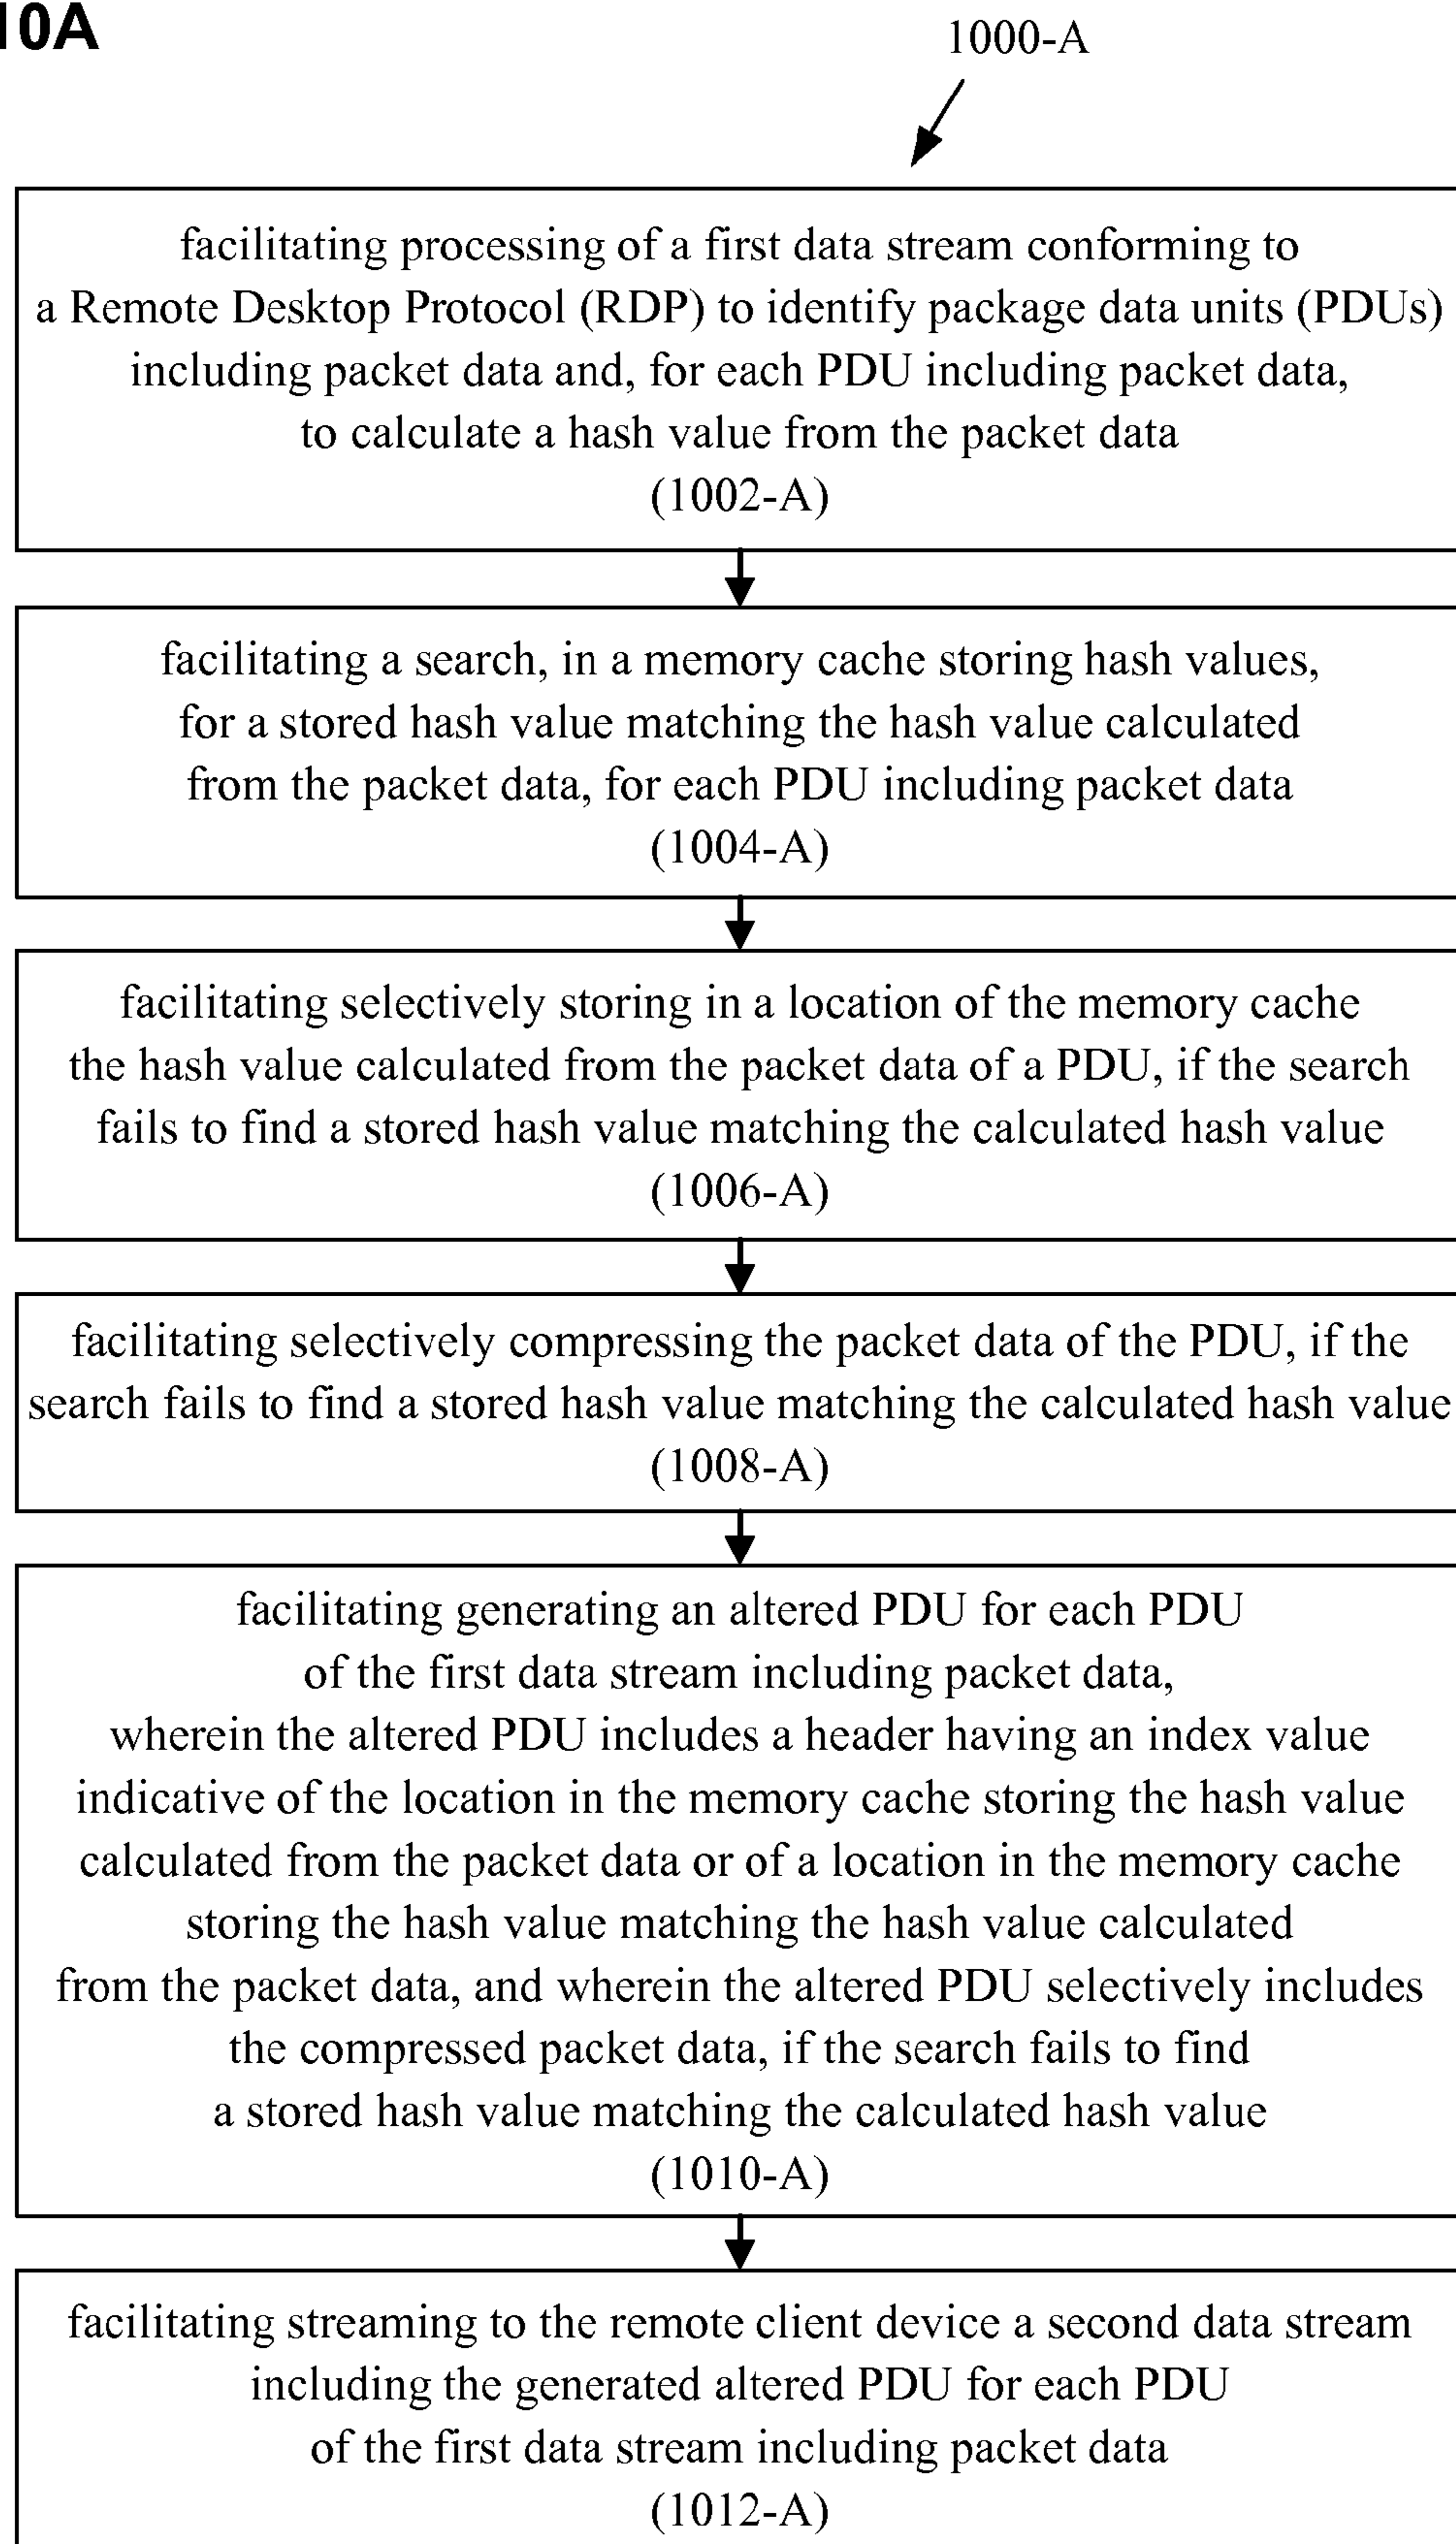 10A
1000-A
facilitating processing of a first data stream conforming to
a Remote Desktop Protocol (RDP) to identify package data units (PDUs)
including packet data and, for each PDU including packet data,
to calculate a hash value from the packet data
(1002-A)
facilitating a search, in a memory cache storing hash values,
for a stored hash value matching the hash value calculated
from the packet data, for each PDU including packet data
(1004-A)
facilitating selectively storing in a location of the memory cache
the hash value calculated from the packet data of a PDU, if the search
fails to find a stored hash value matching the calculated hash value
(1006-A)
facilitating selectively compressing the packet data of the PDU, if the
search fails to find a stored hash value matching the calculated hash value
(1008-A)
facilitating generating an altered PDU for each PDU
of the first data stream including packet data,
wherein the altered PDU includes a header having an index value
indicative of the location in the memory cache storing the hash value
calculated from the packet data or of a location in the memory cache
storing the hash value matching the hash value calculated
from the packet data, and wherein the altered PDU selectively includes
the compressed packet data, if the search fails to find
a stored hash value matching the calculated hash value
(1010-A)
facilitating streaming to the remote client device a second data stream
including the generated altered PDU for each PDU
of the first data stream including packet data
(1012-A)